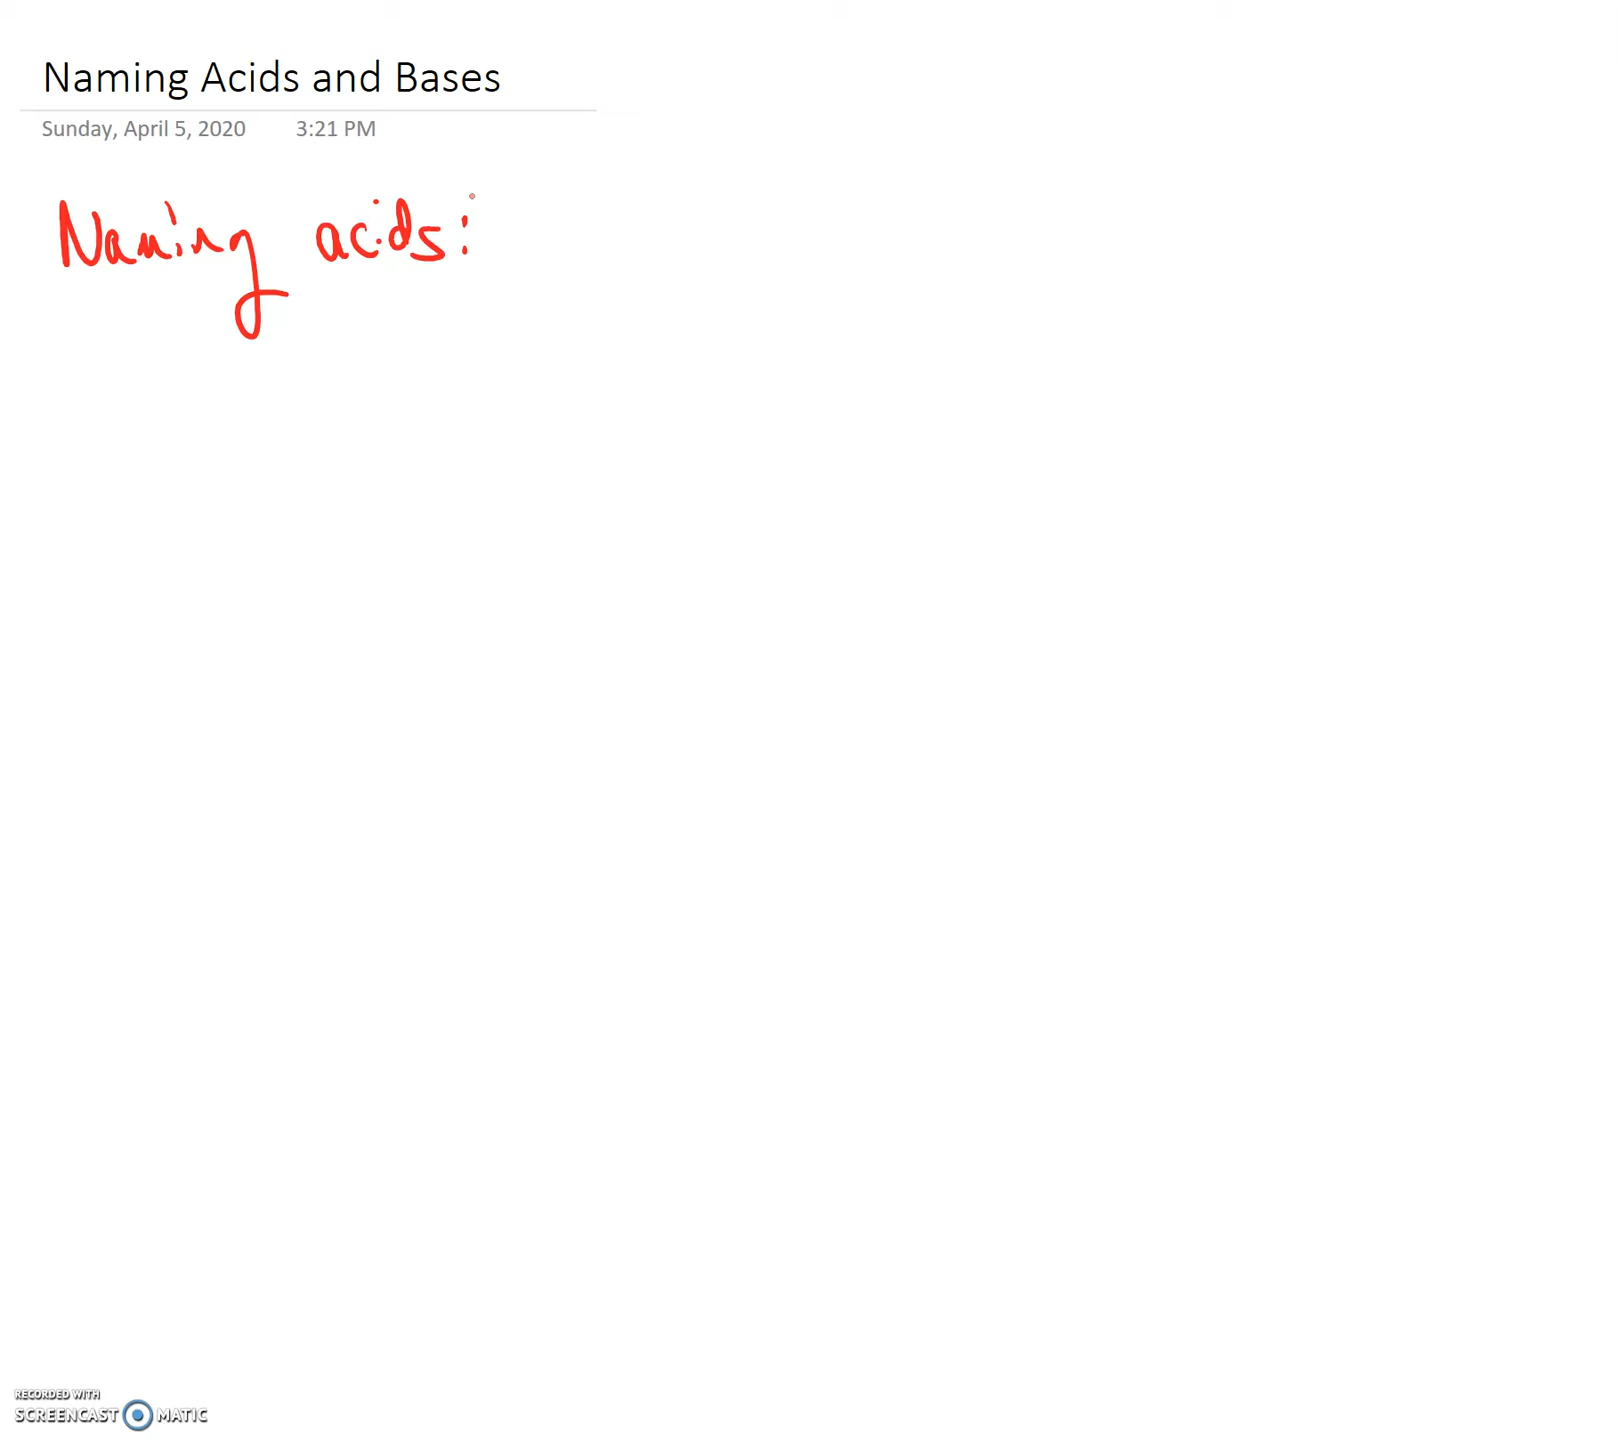 Naming Acids and Bases
Sunday, April 5, 2020 3:21 PM
Naming acids:
RECORDED WITH
SCREENCAST MATIC